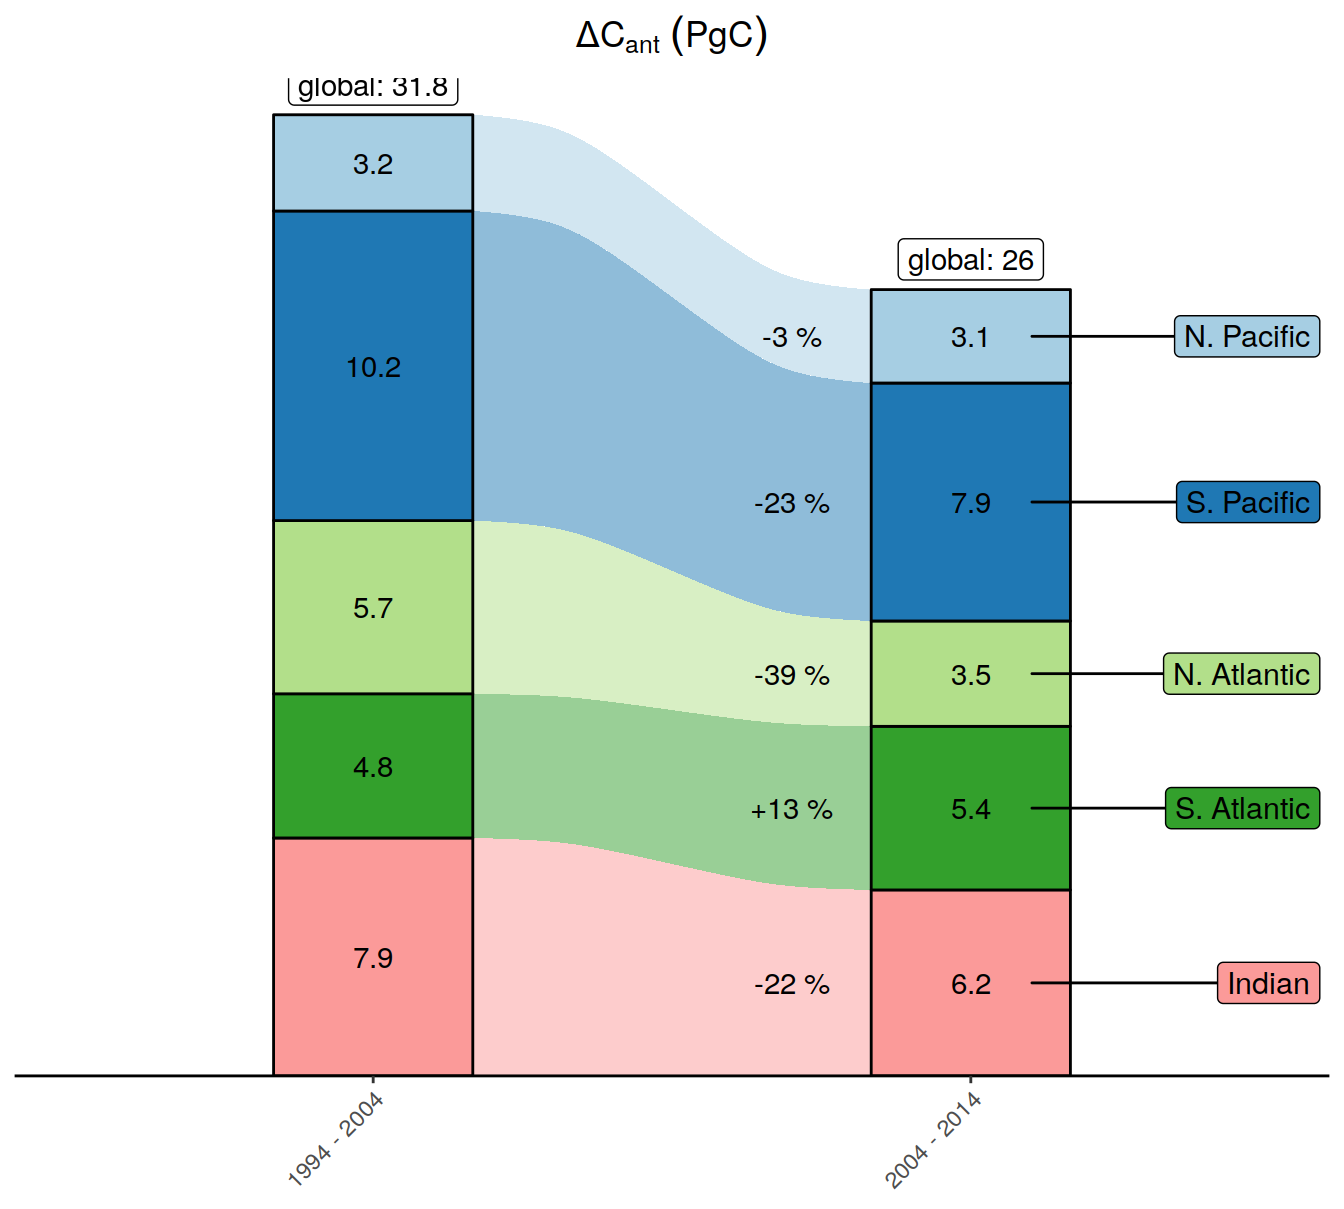 ΔCant (PgC)
global: 31.8
3.2
10.2
5.7
4.8
7.9
global: 26
-3 %
3.1
N. Pacific
-23 %
7.9
S. Pacific
-39 %
3.5
N. Atlantic
+13 %
5.4
S. Atlantic
-22 %
6.2
Indian
1994 - 2004
2004 - 2014